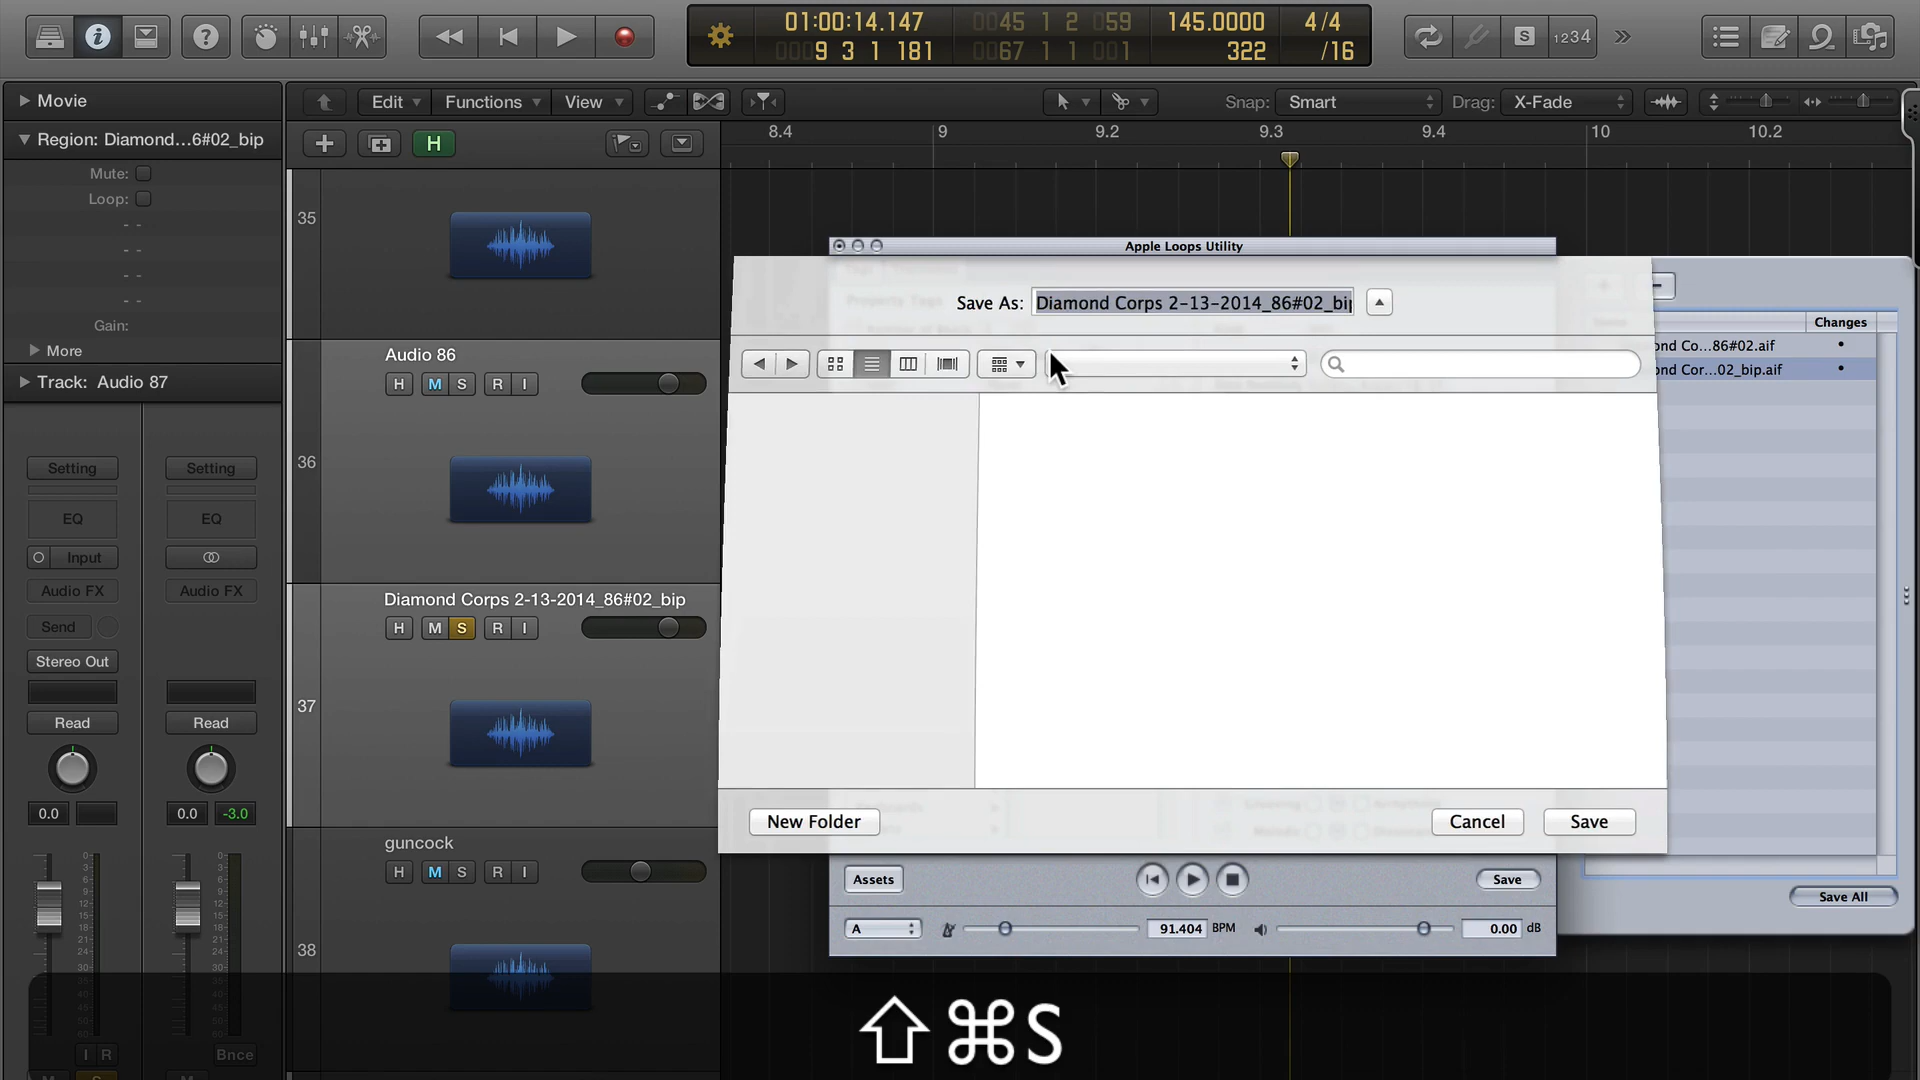 01:00:14.147
0045 1 2 059
145.0000
4/4
0009 3 1 181
0067 1 1 001
322
/16
S
1234
Movie
Edit
Functions
View
Snap: Smart
Drag: X-Fade
Region: Diamond...6#02_bip
H
8.4
9
9.2
9.3
9.4
10
10.2
Mute:
Loop:
Gain:
More
Track: Audio 87
35
Apple Loops Utility
Save As: Diamond Corps 2-13-2014_86#02_bip
Changes
ond Co...86#02.aif
ond Cor...02_bip.aif
Audio 86
H M S R I
36
Setting
Setting
EQ
EQ
Input
Audio FX
Audio FX
Send
Stereo Out
Read
Read
0.0
0.0
-3.0
Diamond Corps 2-13-2014_86#02_bip
H M S R I
37
New Folder
Cancel
Save
guncock
H M S R I
38
Assets
Save
Save All
A
91.404 BPM
0.00 dB
I R
Bnce
⇧⌘S